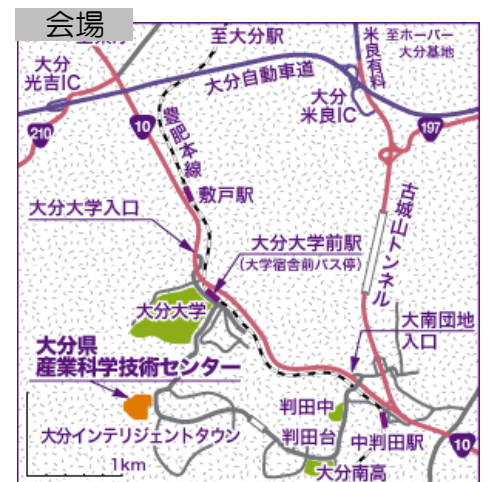 会場
至大分駅
米良有料
至ホーバー
大分基地
大分
光吉IC
大分自動車道
大分
米良IC
210
10
197
豊肥本線
敷戸駅
大分大学入口
古城山トンネル
大分大学前駅
(大学宿舎前バス停)
大分大学
大南団地
入口
大分県
産業科学技術センター
判田中
大分インテリジェントタウン
判田台
中判田駅
10
1km
大分南高